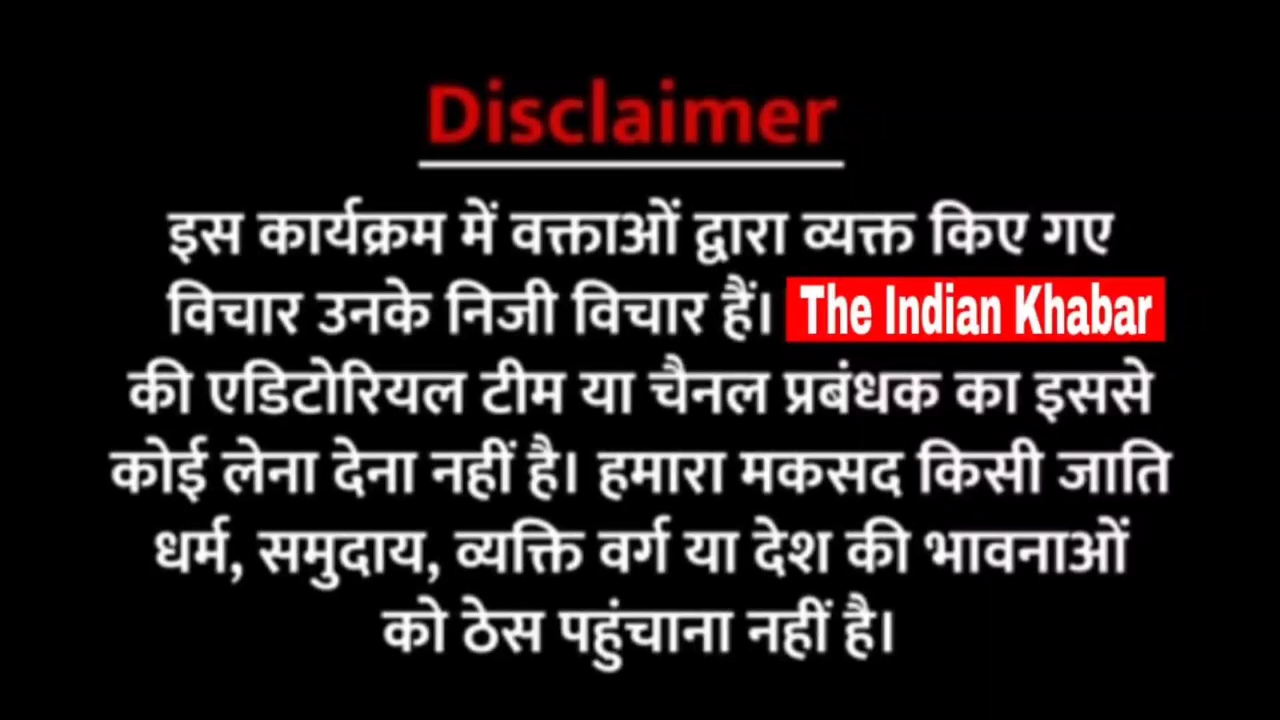 Disclaimer
इस कार्यक्रम में वक्ताओं द्वारा व्यक्त किए गए
विचार उनके निजी विचार हैं। The Indian Khabar
की एडिटोरियल टीम या चैनल प्रबंधक का इससे
कोई लेना देना नहीं है। हमारा मकसद किसी जाति
धर्म, समुदाय, व्यक्ति वर्ग या देश की भावनाओं
को ठेस पहुंचाना नहीं है।